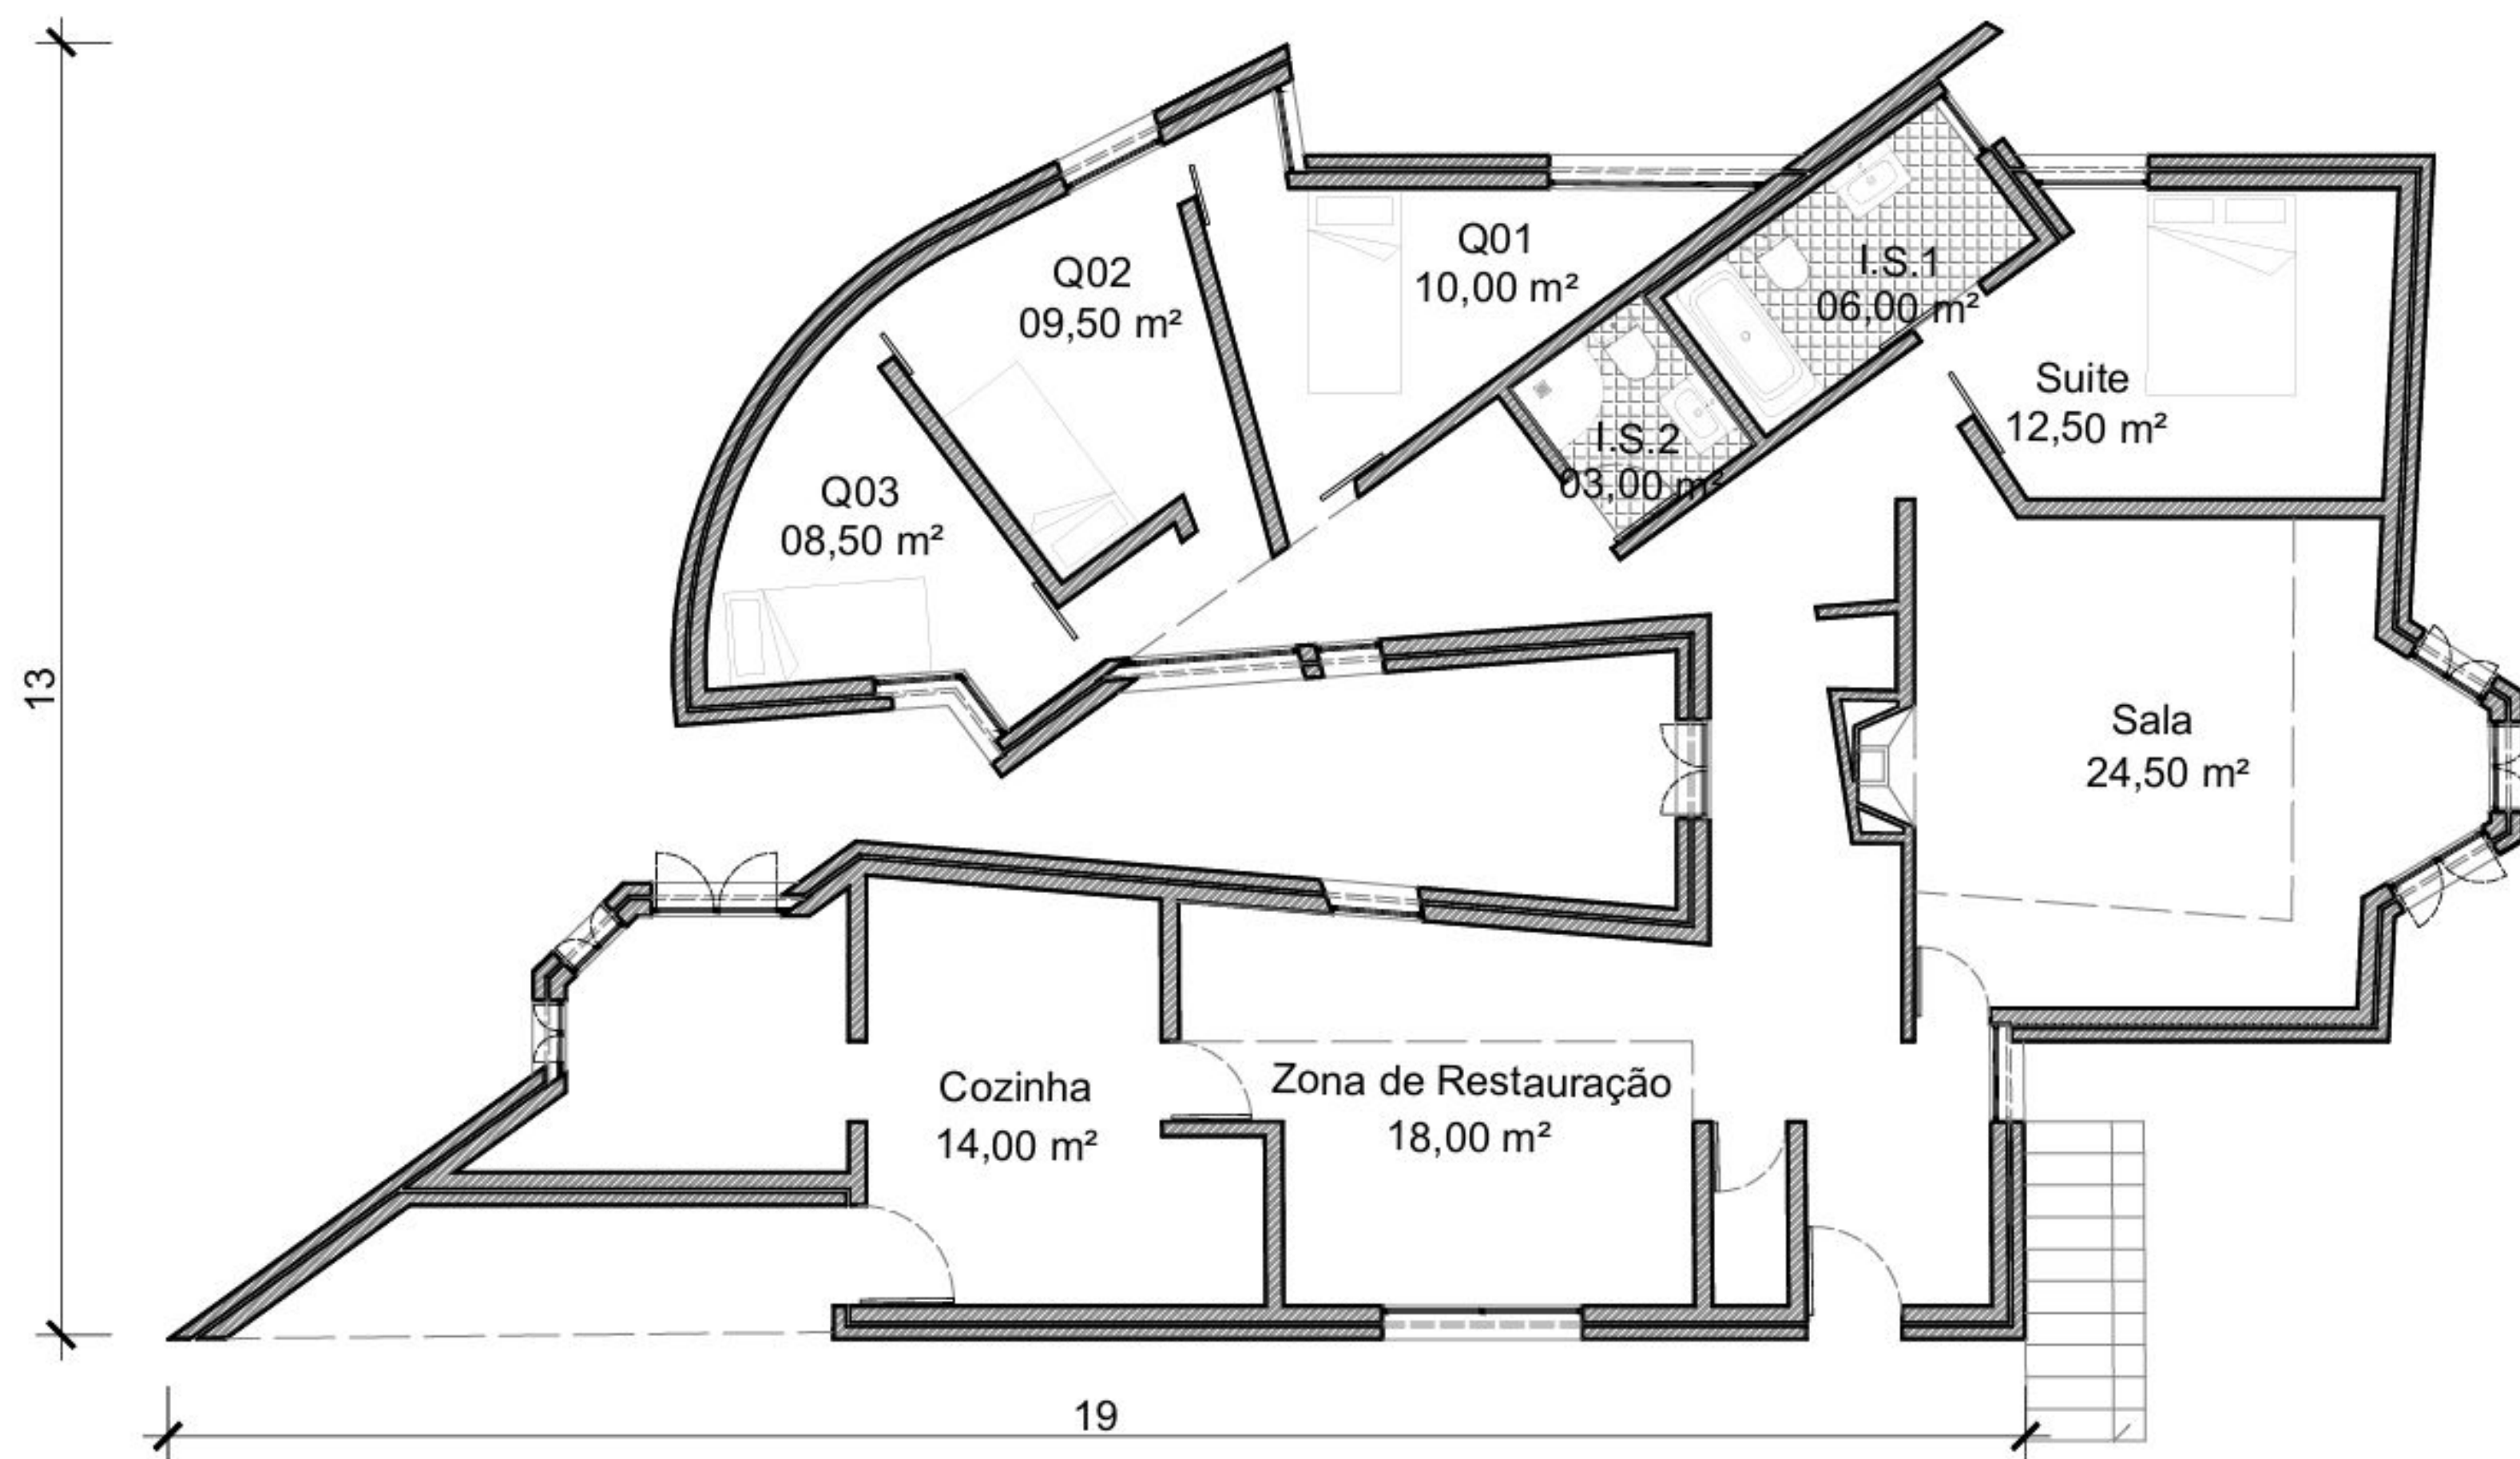 Q01
10,00 m²
I.S.1
06,00 m²
Q02
09,50 m²
Suite
12,50 m²
I.S.2
03,00 m²
Q03
08,50 m²
13
Sala
24,50 m²
Cozinha
14,00 m²
Zona de Restauração
18,00 m²
19